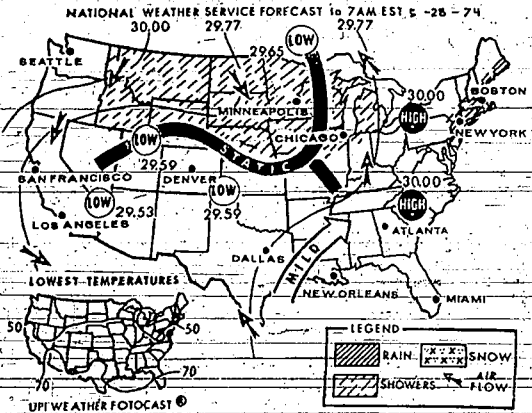 NATIONAL WEATHER SERVICE FORECAST to 7AM EST 5 -28 - 74
30.00 29.77 29.77
29.65 LOW
SEATTLE
MINNEAPOLIS
30.00
BOSTON
HIGH
NEW YORK
CHICAGO
LOW
29.59
STATIC
SAN FRANCISCO
DENVER
LOW
29.53
LOW
29.59
30.00
HIGH
LOS ANGELES
ATLANTA
DALLAS
MILD
NEW ORLEANS
MIAMI
LOWEST TEMPERATURES
50 50
70 70
LEGEND
RAIN SNOW
SHOWERS AIR FLOW
UPI WEATHER FOTOCAST ®